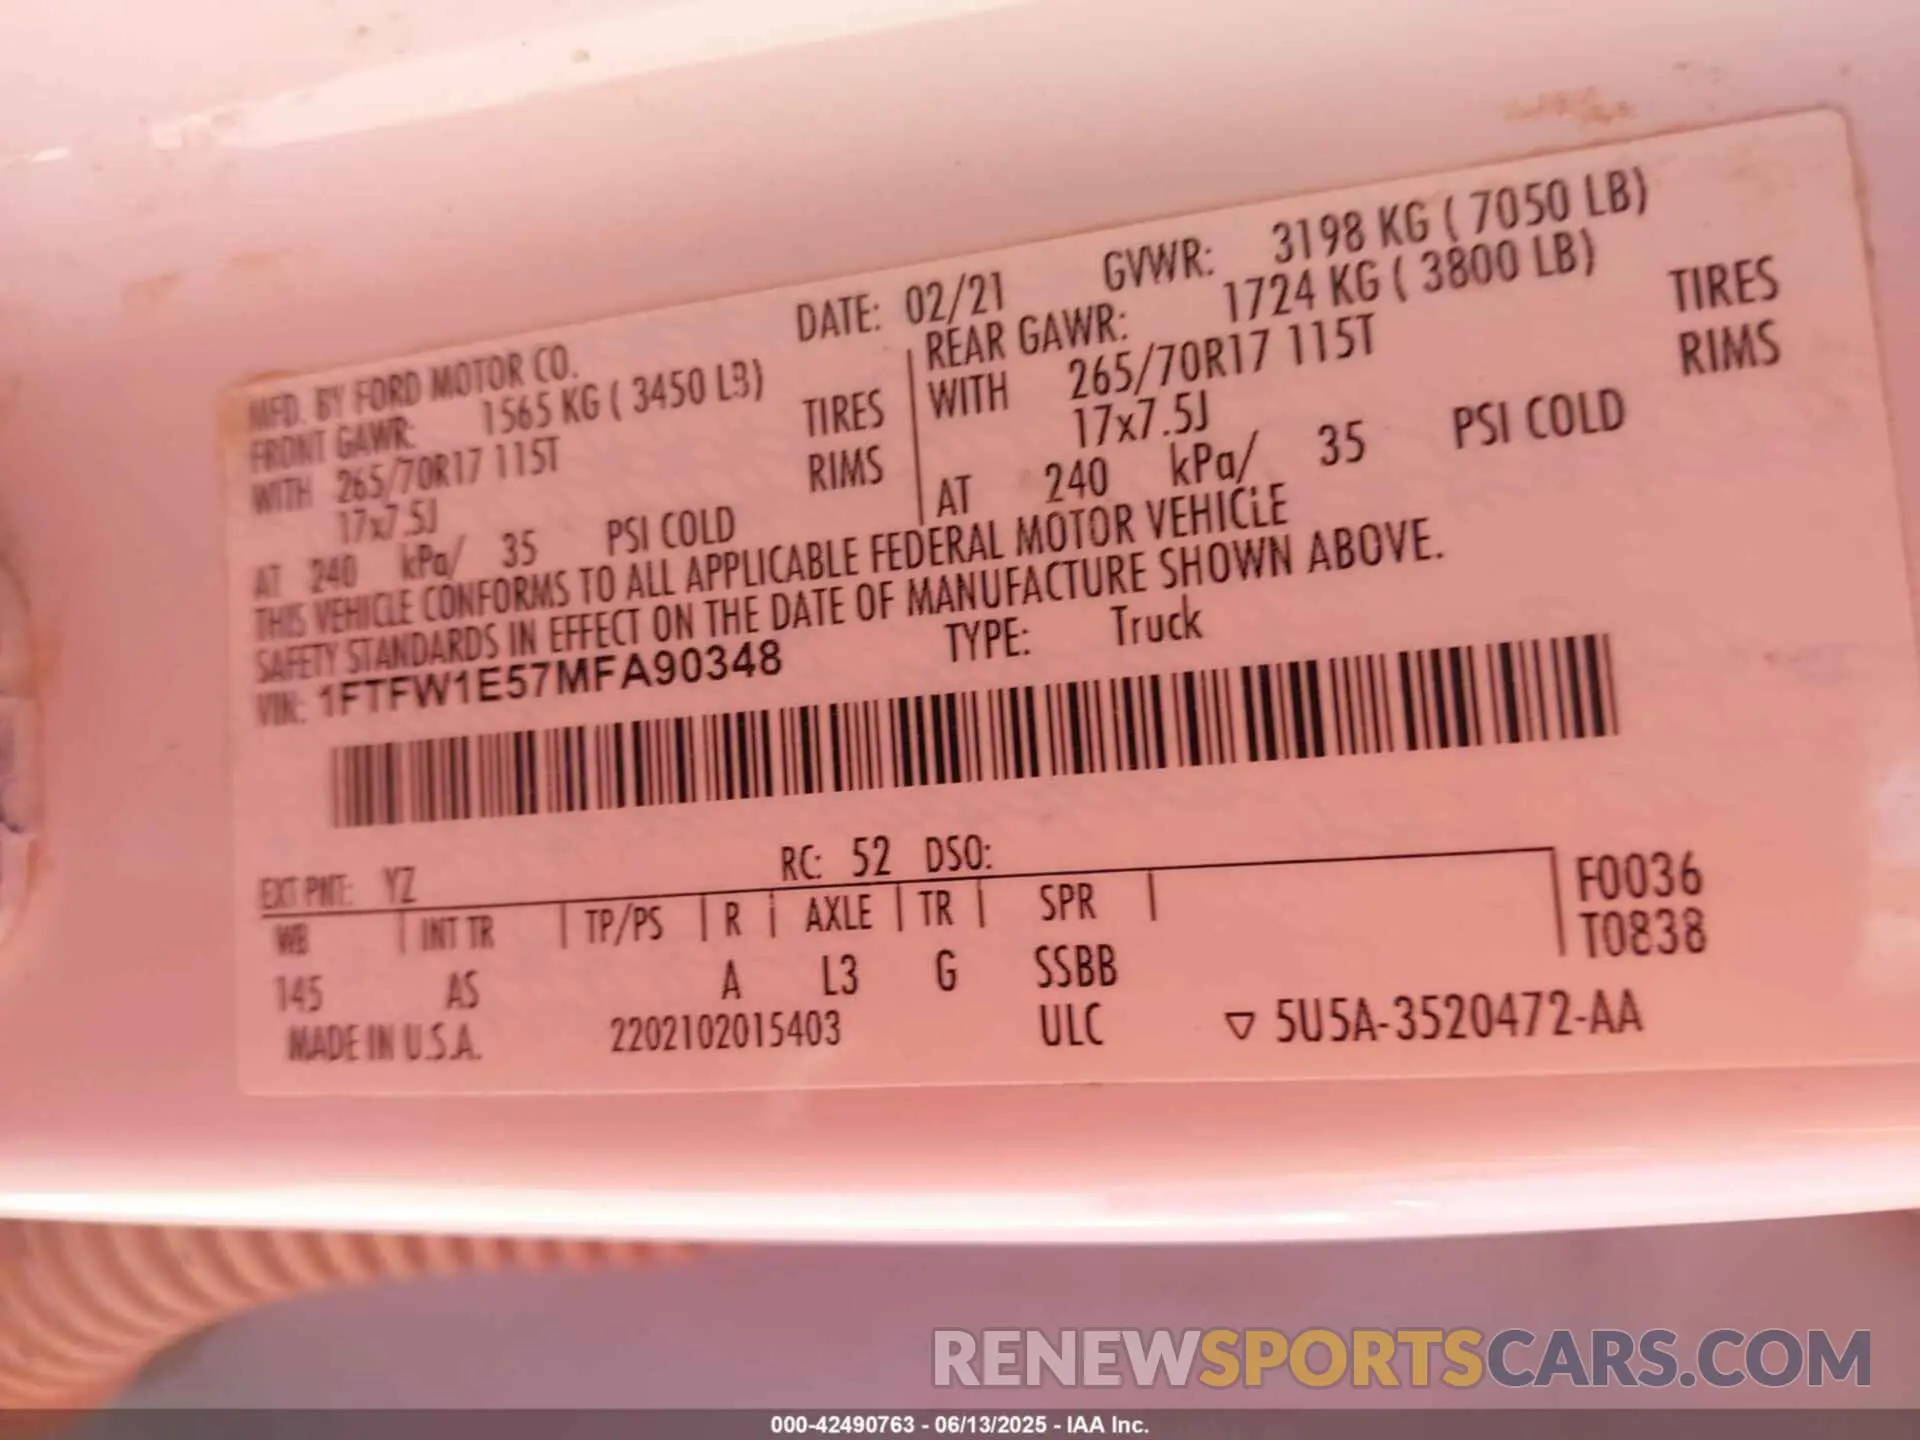 MFD. BY FORD MOTOR CO. DATE: 02/21 GVWR: 3198 KG ( 7050 LB)
FRONT GAWR: 1565 KG ( 3450 LB) REAR GAWR: 1724 KG ( 3800 LB)
WITH 265/70R17 115T TIRES WITH 265/70R17 115T TIRES
17x7.5J RIMS 17x7.5J RIMS
AT 240 kPa/ 35 PSI COLD AT 240 kPa/ 35 PSI COLD
THIS VEHICLE CONFORMS TO ALL APPLICABLE FEDERAL MOTOR VEHICLE
SAFETY STANDARDS IN EFFECT ON THE DATE OF MANUFACTURE SHOWN ABOVE.
VIN: 1FTFW1E57MFA90348 TYPE: Truck
EXT PNT: YZ RC: 52 DSO:
WB INT TR TP/PS R AXLE TR SPR F0036
145 AS A L3 G SSBB T0838
MADE IN U.S.A. 2202102015403 ULC ▽ 5U5A-3520472-AA
RENEWSPORTSCARS.COM
000-42490763 - 06/13/2025 - IAA Inc.